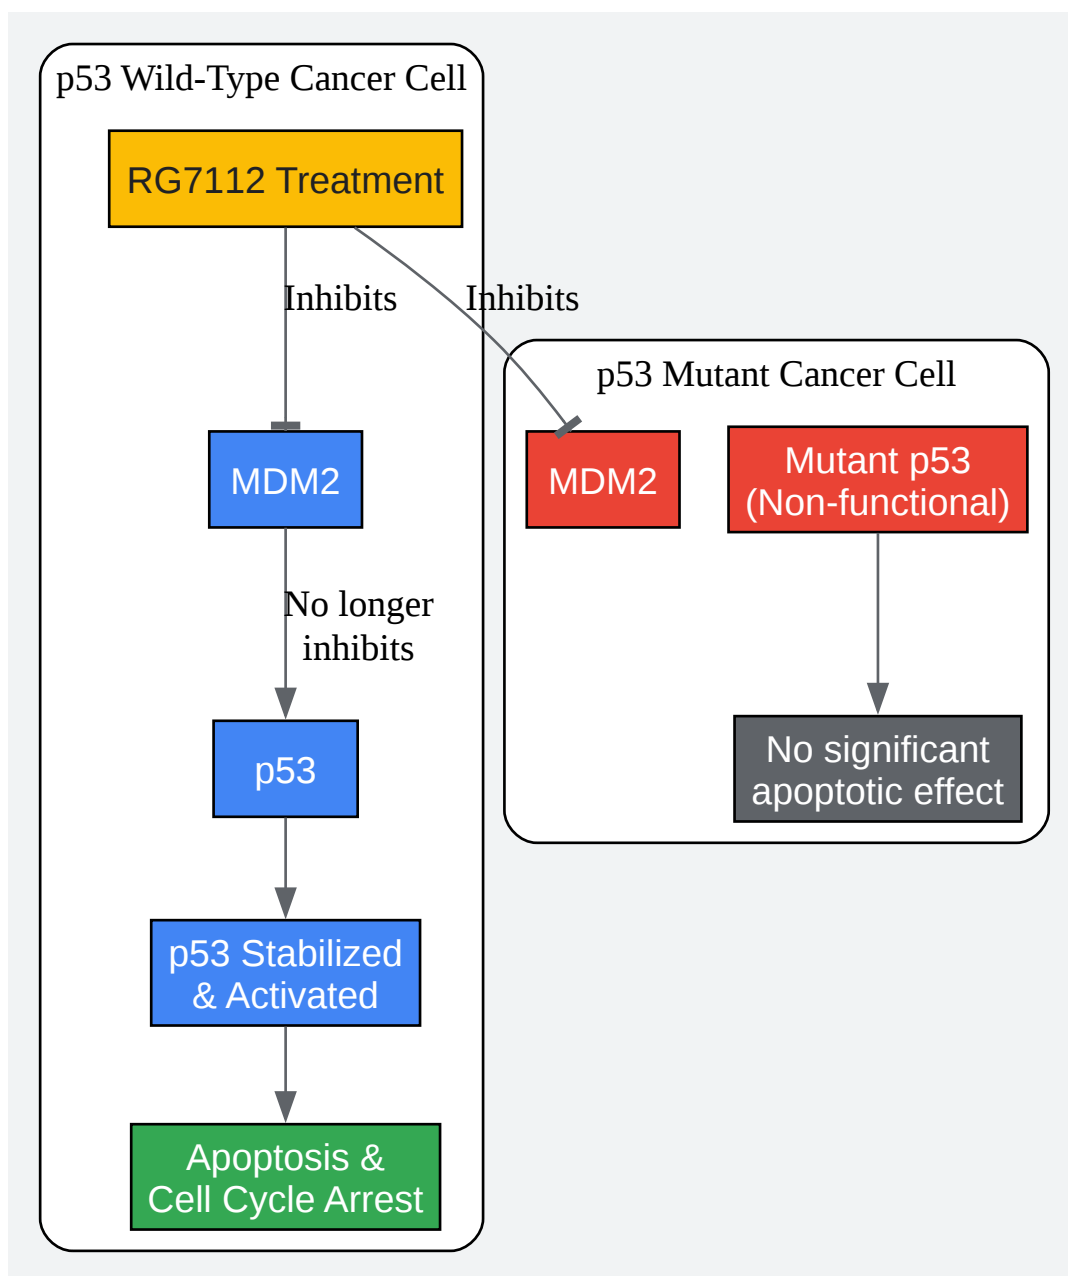 p53 Wild-Type Cancer Cell
RG7112 Treatment
Inhibits
Inhibits
p53 Mutant Cancer Cell
MDM2
MDM2
Mutant p53
(Non-functional)
No longer
inhibits
p53
No significant
apoptotic effect
p53 Stabilized
& Activated
Apoptosis &
Cell Cycle Arrest